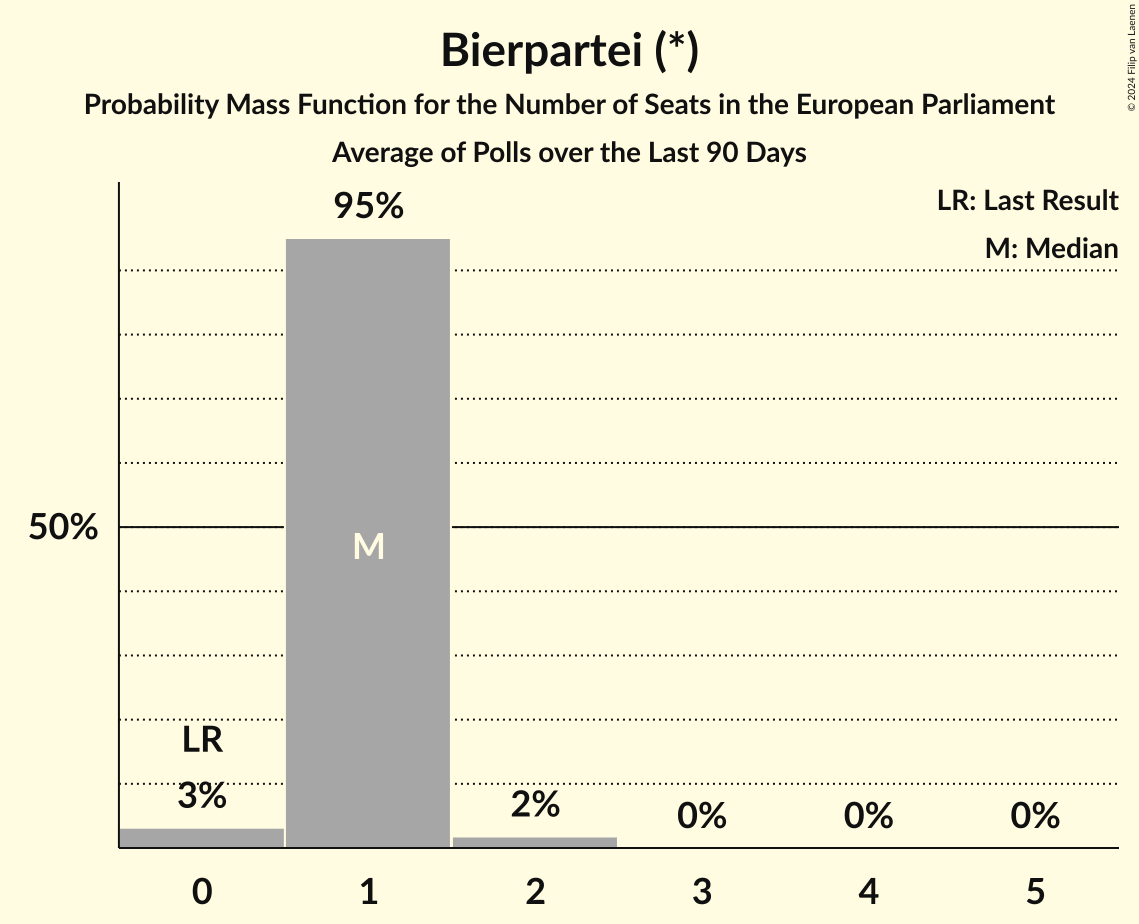 Bierpartei (*)
Probability Mass Function for the Number of Seats in the European Parliament
Average of Polls over the Last 90 Days
© 2024 Filip van Laenen
LR: Last Result
M: Median
95%
50%
M
LR
3%
2%
0%
0%
0%
0
1
2
3
4
5